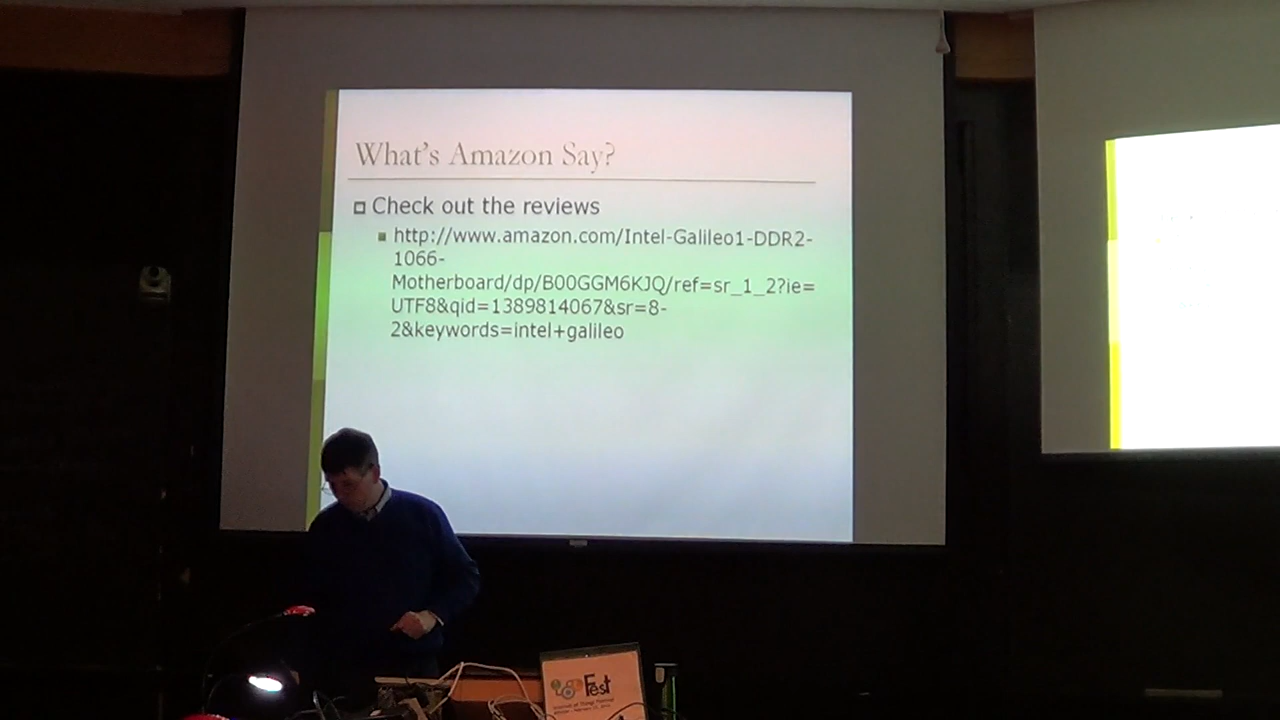 What's Amazon Say?
Check out the reviews
http://www.amazon.com/Intel-Galileo1-DDR2-
1066-
Motherboard/dp/B00GGM6KJQ/ref=sr_1_2?ie=
UTF8&qid=1389814067&sr=8-
2&keywords=intel+galileo
Fest